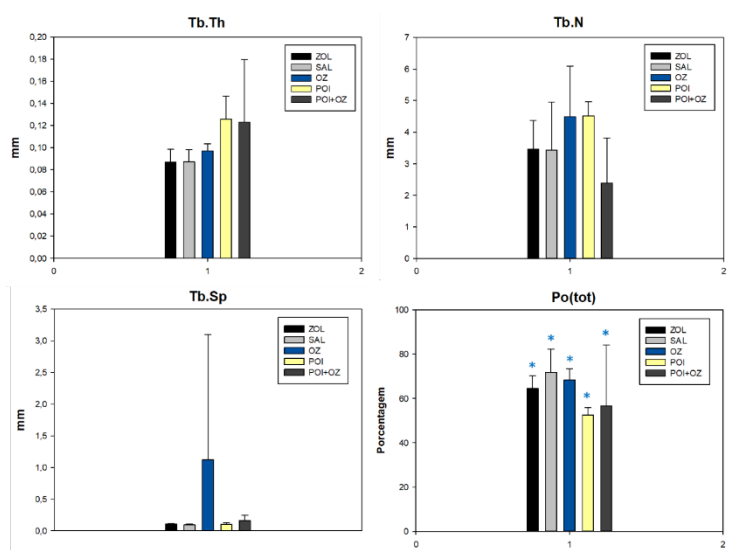 Tb.Th
0,20
0,18
0,16
0,14
0,12
0,10
0,08
0,06
0,04
0,02
0,00
mm
ZOL
SAL
OZ
POI
POI+OZ
0
1
2
Tb.N
7
6
5
4
3
2
1
0
mm
ZOL
SAL
OZ
POI
POI+OZ
0
1
2
Tb.Sp
3,5
3,0
2,5
2,0
1,5
1,0
0,5
0,0
mm
ZOL
SAL
OZ
POI
POI+OZ
0
1
2
Po(tot)
100
80
60
40
20
0
Porcentagem
ZOL
SAL
OZ
POI
POI+OZ
* * * * *
0
1
2